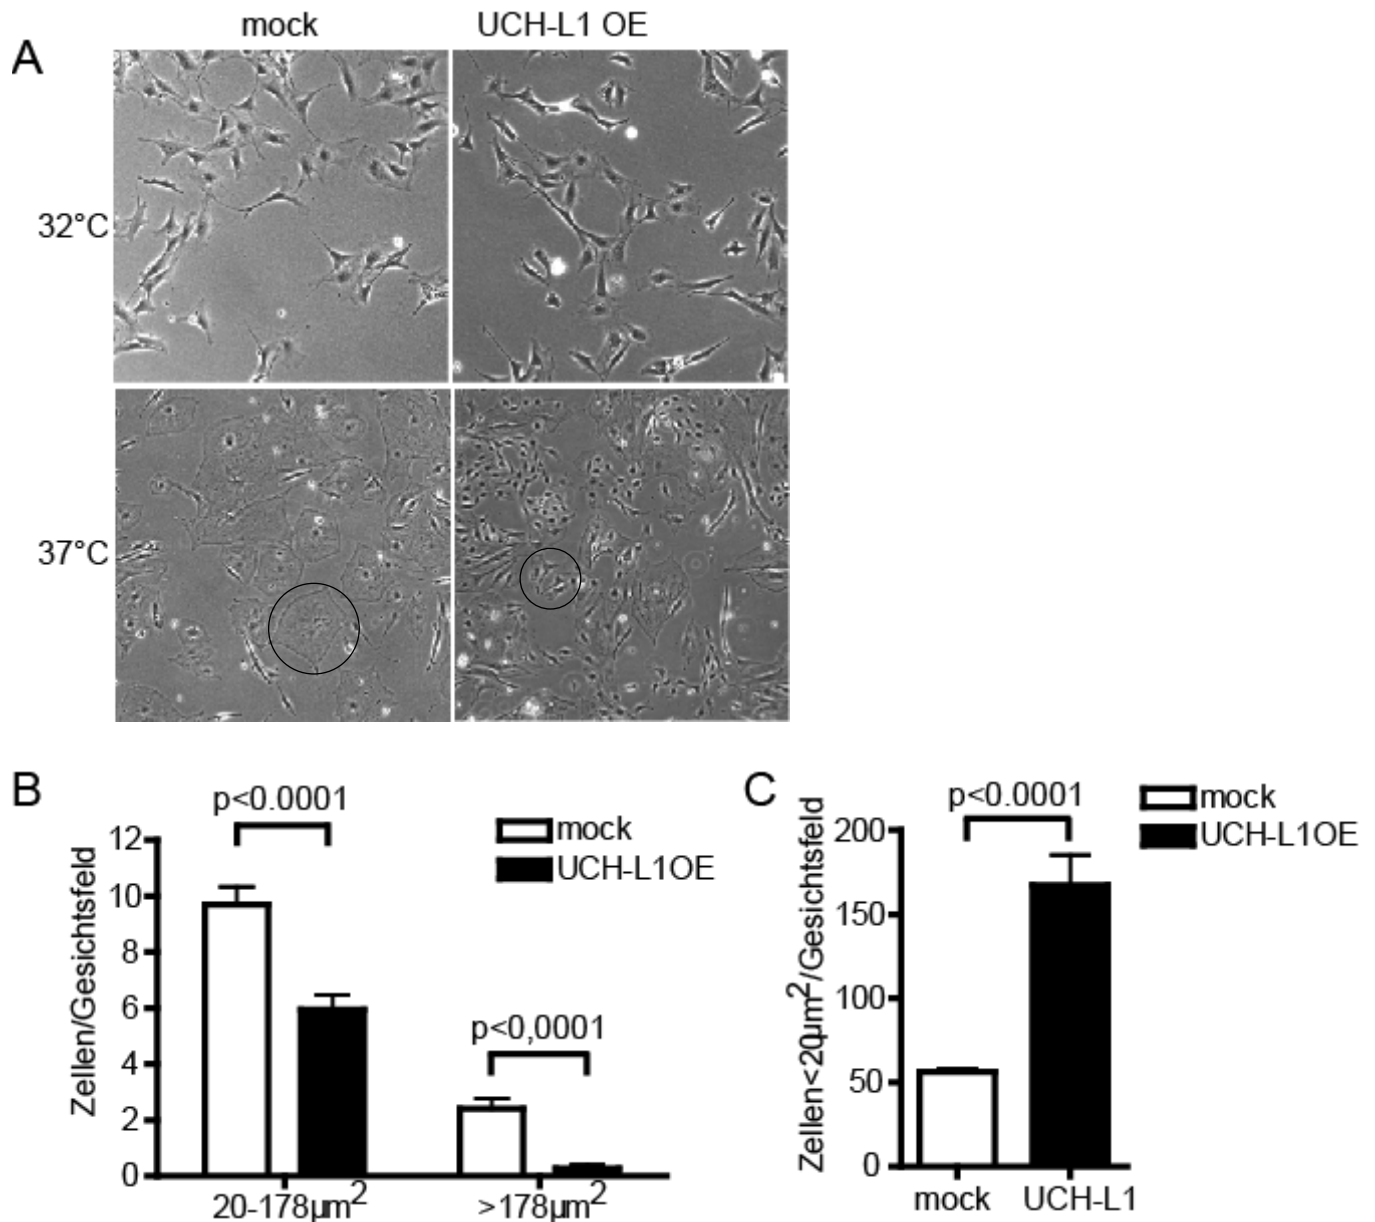 mock
UCH-L1 OE
A
32°C
37°C
B
p<0.0001
mock
UCH-L1OE
Zellen/Gesichtsfeld
12
10
8
6
4
2
0
p<0,0001
20-178µm²
>178µm²
C
p<0.0001
mock
UCH-L1OE
Zellen<20µm²/Gesichtsfeld
200
150
100
50
0
mock
UCH-L1